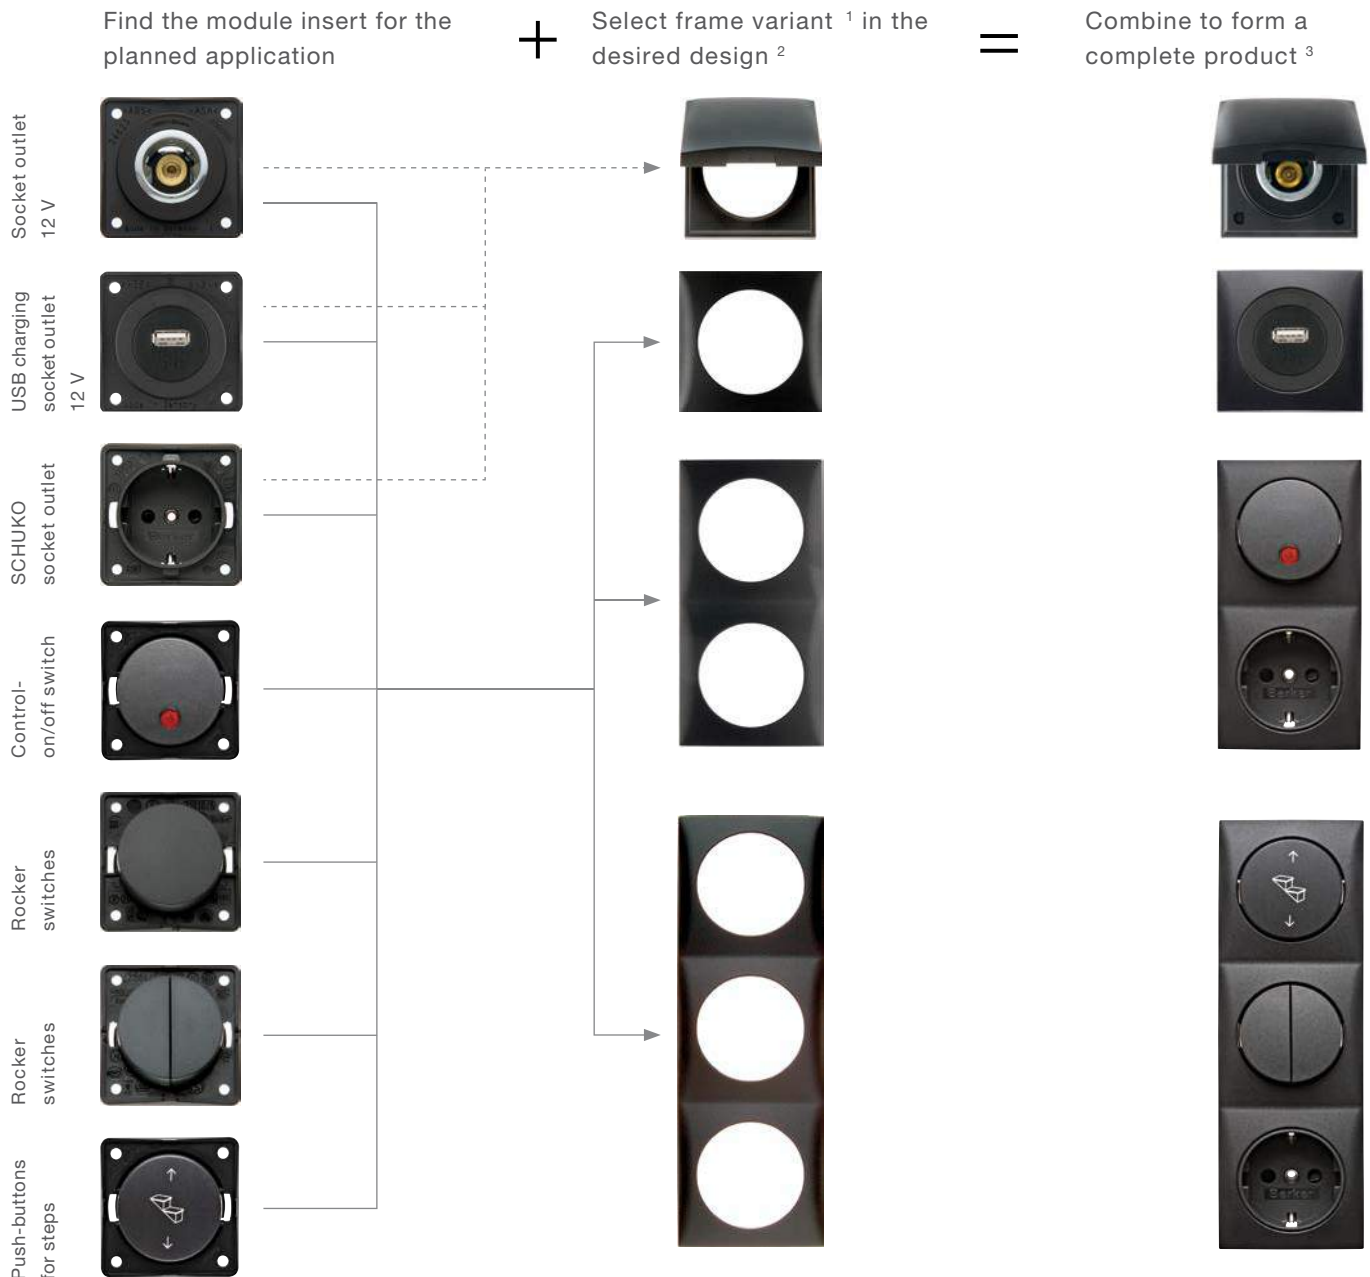 Find the module insert for the
planned application
+
Select frame variant ¹ in the
desired design ²
=
Combine to form a
complete product ³
Socket outlet
12 V
USB charging
socket outlet
12 V
SCHUKO
socket outlet
Control-
on/off switch
Berker
Rocker
switches
Rocker
switches
Push-buttons
for steps
Berker